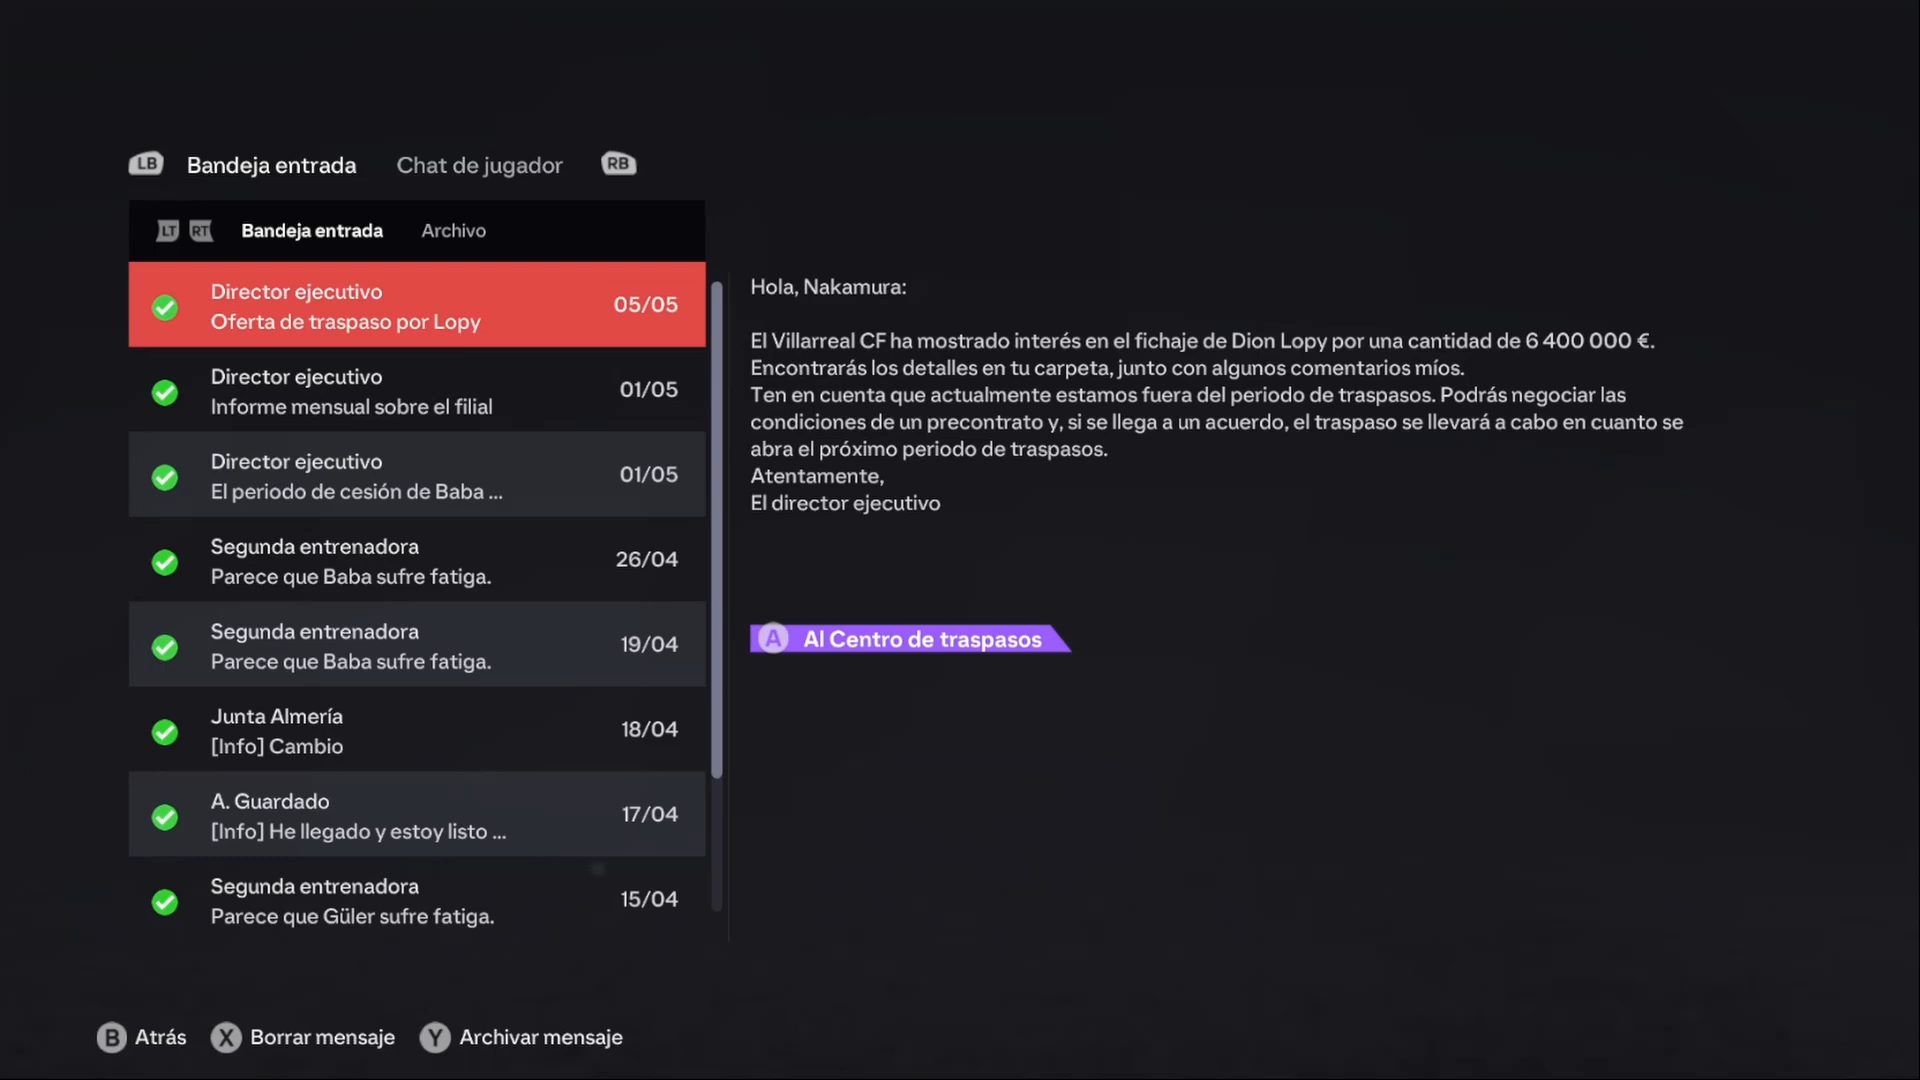 LB Bandeja entrada Chat de jugador RB
LT RT Bandeja entrada Archivo
Director ejecutivo
Oferta de traspaso por Lopy
05/05
Director ejecutivo
Informe mensual sobre el filial
01/05
Director ejecutivo
El periodo de cesión de Baba ...
01/05
Segunda entrenadora
Parece que Baba sufre fatiga.
26/04
Segunda entrenadora
Parece que Baba sufre fatiga.
19/04
Junta Almería
[Info] Cambio
18/04
A. Guardado
[Info] He llegado y estoy listo ...
17/04
Segunda entrenadora
Parece que Güler sufre fatiga.
15/04
Hola, Nakamura:
El Villarreal CF ha mostrado interés en el fichaje de Dion Lopy por una cantidad de 6 400 000 €.
Encontrarás los detalles en tu carpeta, junto con algunos comentarios míos.
Ten en cuenta que actualmente estamos fuera del periodo de traspasos. Podrás negociar las
condiciones de un precontrato y, si se llega a un acuerdo, el traspaso se llevará a cabo en cuanto se
abra el próximo periodo de traspasos.
Atentamente,
El director ejecutivo
A Al Centro de traspasos
B Atrás X Borrar mensaje Y Archivar mensaje